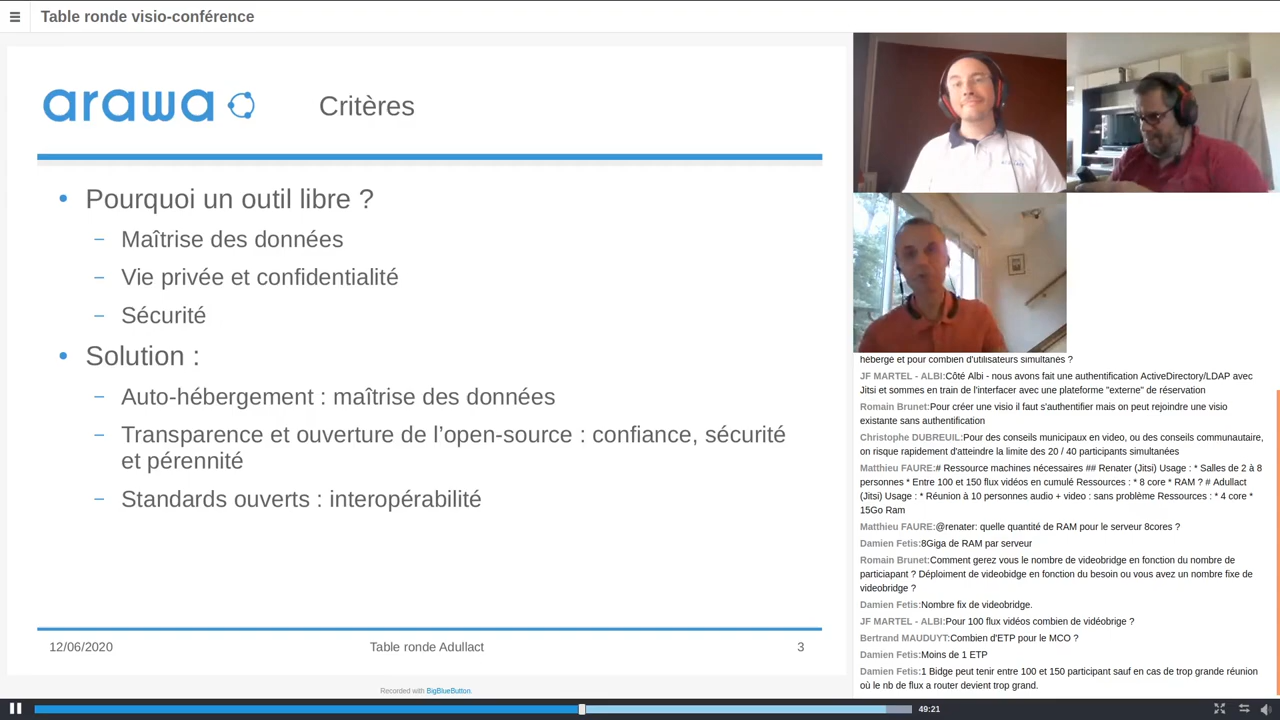 Table ronde visio-conférence
arawa
Critères
Pourquoi un outil libre ?
Maîtrise des données
Vie privée et confidentialité
Sécurité
Solution :
Auto-hébergement : maîtrise des données
Transparence et ouverture de l’open-source : confiance, sécurité
et pérennité
Standards ouverts : interopérabilité
12/06/2020
Table ronde Adullact
3
Recorded with BigBlueButton.
hébergé et pour combien d'utilisateurs simultanés ?
JF MARTEL - ALBI:Côté Albi - nous avons fait une authentification ActiveDirectory/LDAP avec
Jitsi et sommes en train de l'interfacer avec une plateforme "externe" de réservation
Romain Brunet:Pour créer une visio il faut s'authentifier mais on peut rejoindre une visio
existante sans authentification
Christophe DUBREUIL:Pour des conseils municipaux en video, ou des conseils communautaire,
on risque rapidement d'atteindre la limite des 20 / 40 participants simultanées
Matthieu FAURE:# Ressource machines nécessaires ## Renater (Jitsi) Usage : * Salles de 2 à 8
personnes * Entre 100 et 150 flux vidéos en cumulé Ressources : * 8 core * RAM ? # Adullact
(Jitsi) Usage : * Réunion à 10 personnes audio + video : sans problème Ressources : * 4 core *
15Go Ram
Matthieu FAURE:@renater: quelle quantité de RAM pour le serveur 8cores ?
Damien Fetis:8Giga de RAM par serveur
Romain Brunet:Comment gerez vous le nombre de videobridge en fonction du nombre de
particiapant ? Déploiment de videobidge en fonction du besoin ou vous avez un nombre fixe de
videobridge ?
Damien Fetis:Nombre fix de videobridge.
JF MARTEL - ALBI:Pour 100 flux vidéos combien de vidéobrige ?
Bertrand MAUDUYT:Combien d'ETP pour le MCO ?
Damien Fetis:Moins de 1 ETP
Damien Fetis:1 Bidge peut tenir entre 100 et 150 participant sauf en cas de trop grande réunion
où le nb de flux a router devient trop grand.
49:21